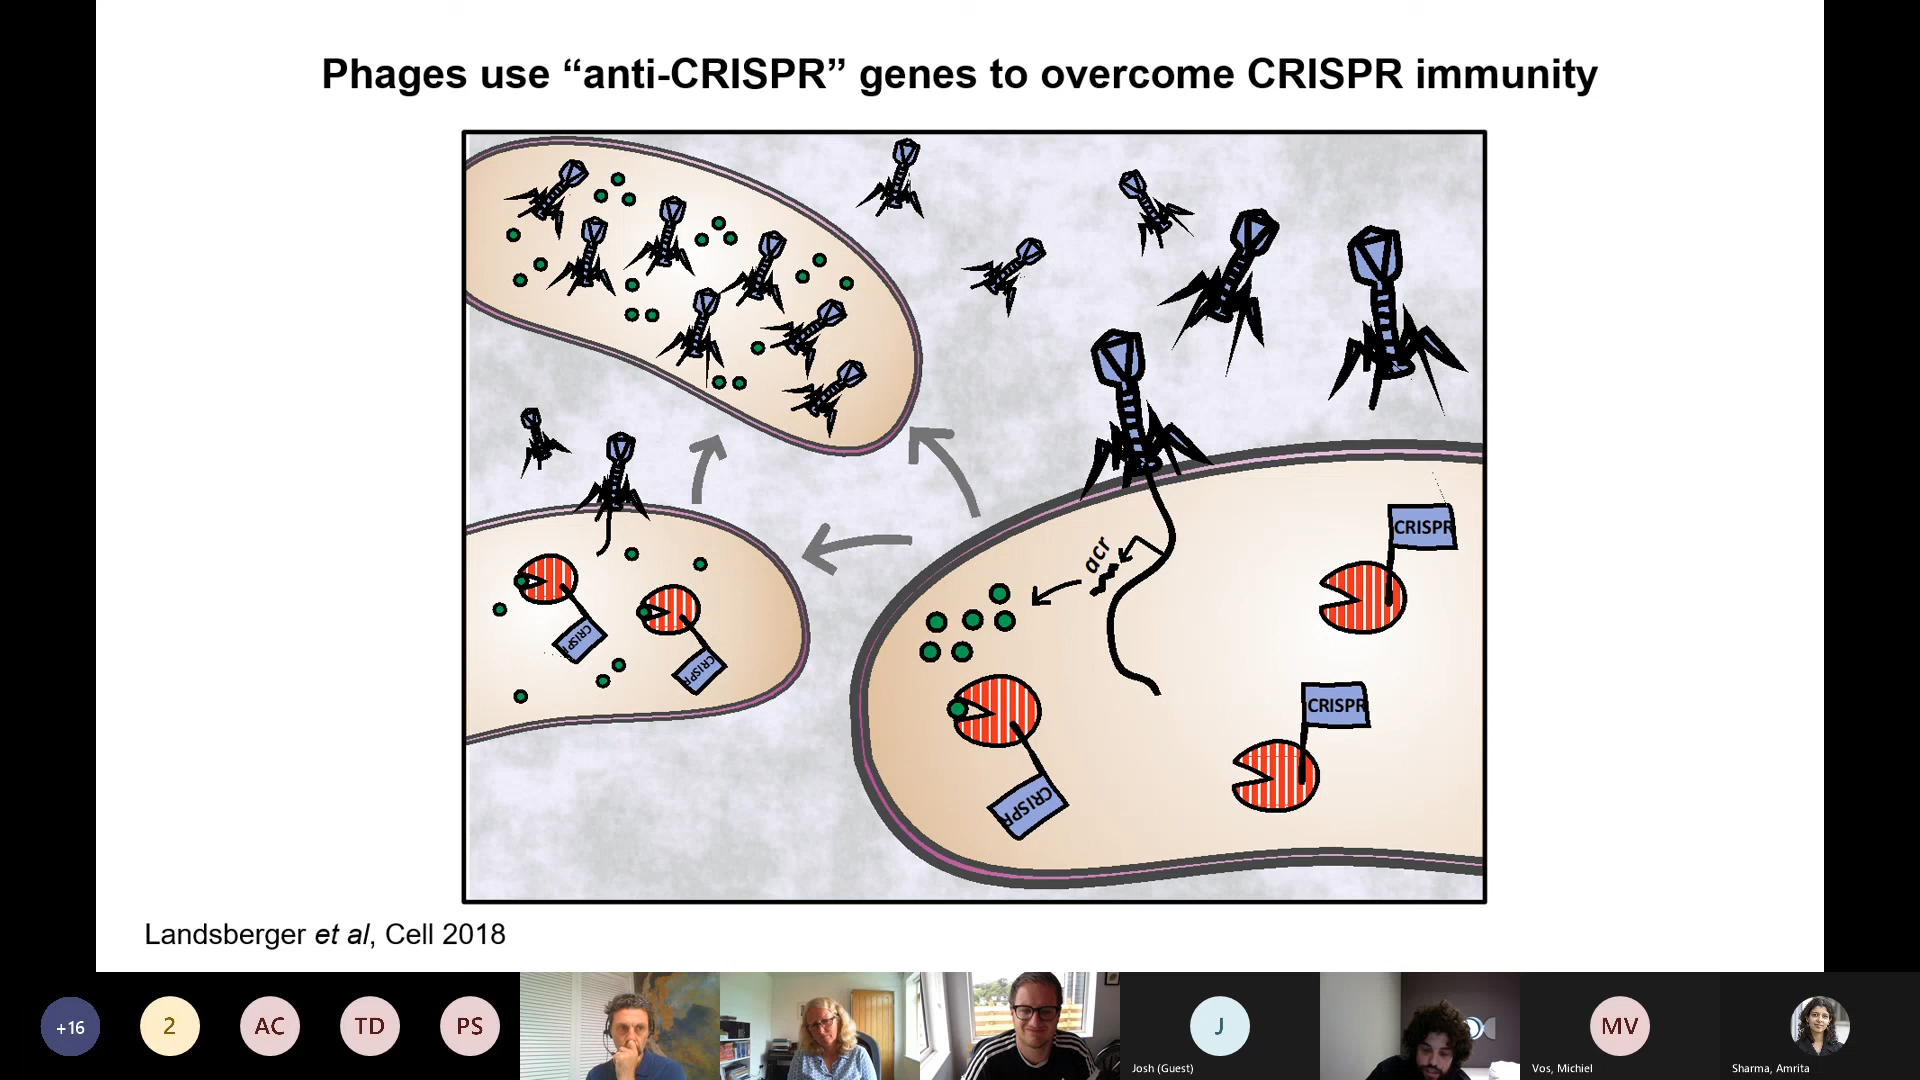 Phages use “anti-CRISPR” genes to overcome CRISPR immunity
CRISPR
acr
CRISPR
CRISPR
CRISPR
CRISPR
Landsberger et al, Cell 2018
+16
2
AC
TD
PS
J
Josh (Guest)
MV
Vos, Michiel
Sharma, Amrita